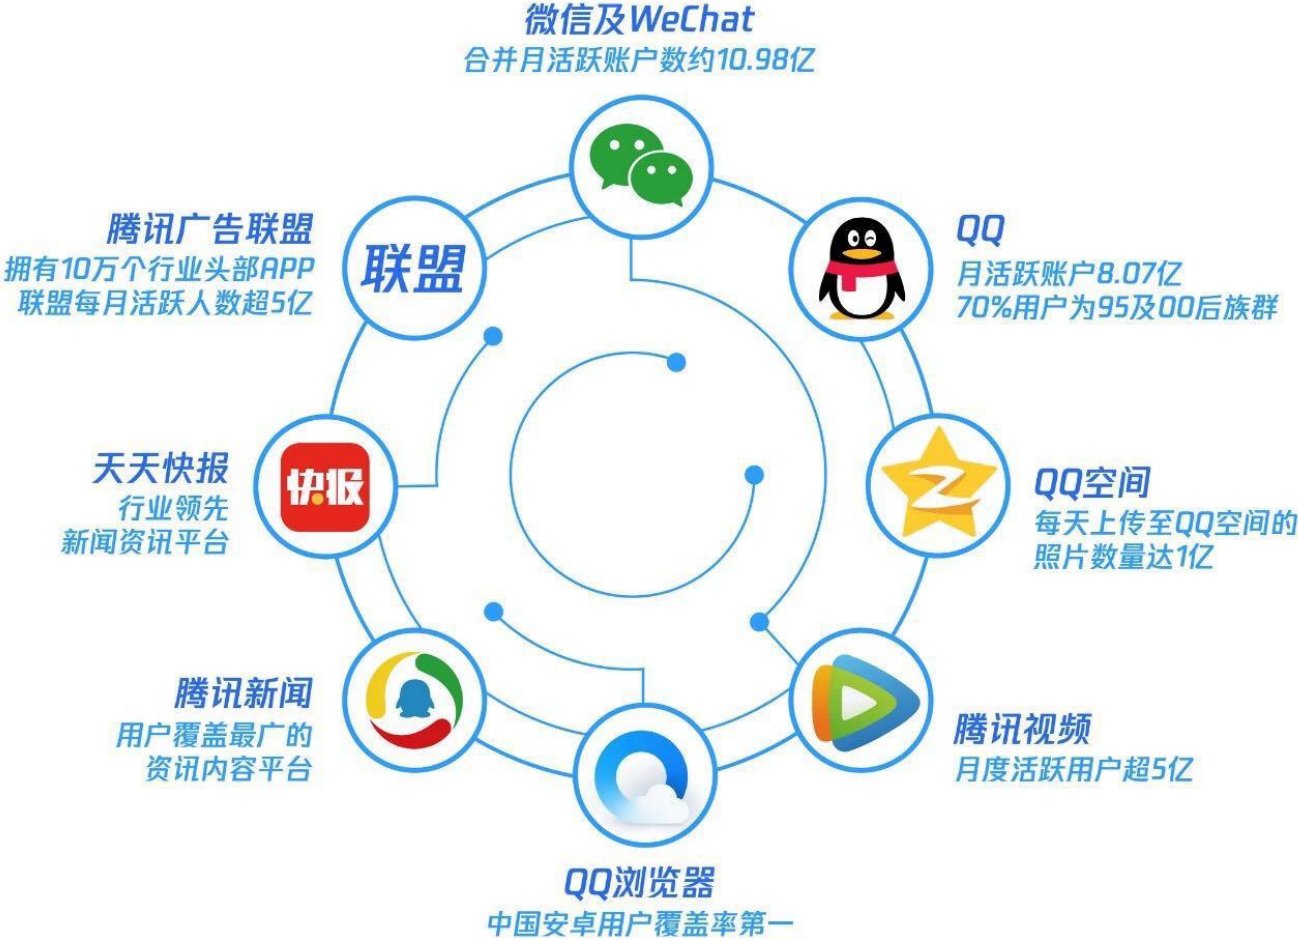 微信及WeChat
合并月活跃账户数约10.98亿
QQ
月活跃账户8.07亿
70%用户为95及00后族群
QQ空间
每天上传至QQ空间的
照片数量达1亿
腾讯视频
月度活跃用户超5亿
QQ浏览器
中国安卓用户覆盖率第一
腾讯新闻
用户覆盖最广的
资讯内容平台
天天快报
行业领先
新闻资讯平台
快报
腾讯广告联盟
拥有10万个行业头部APP
联盟每月活跃人数超5亿
联盟